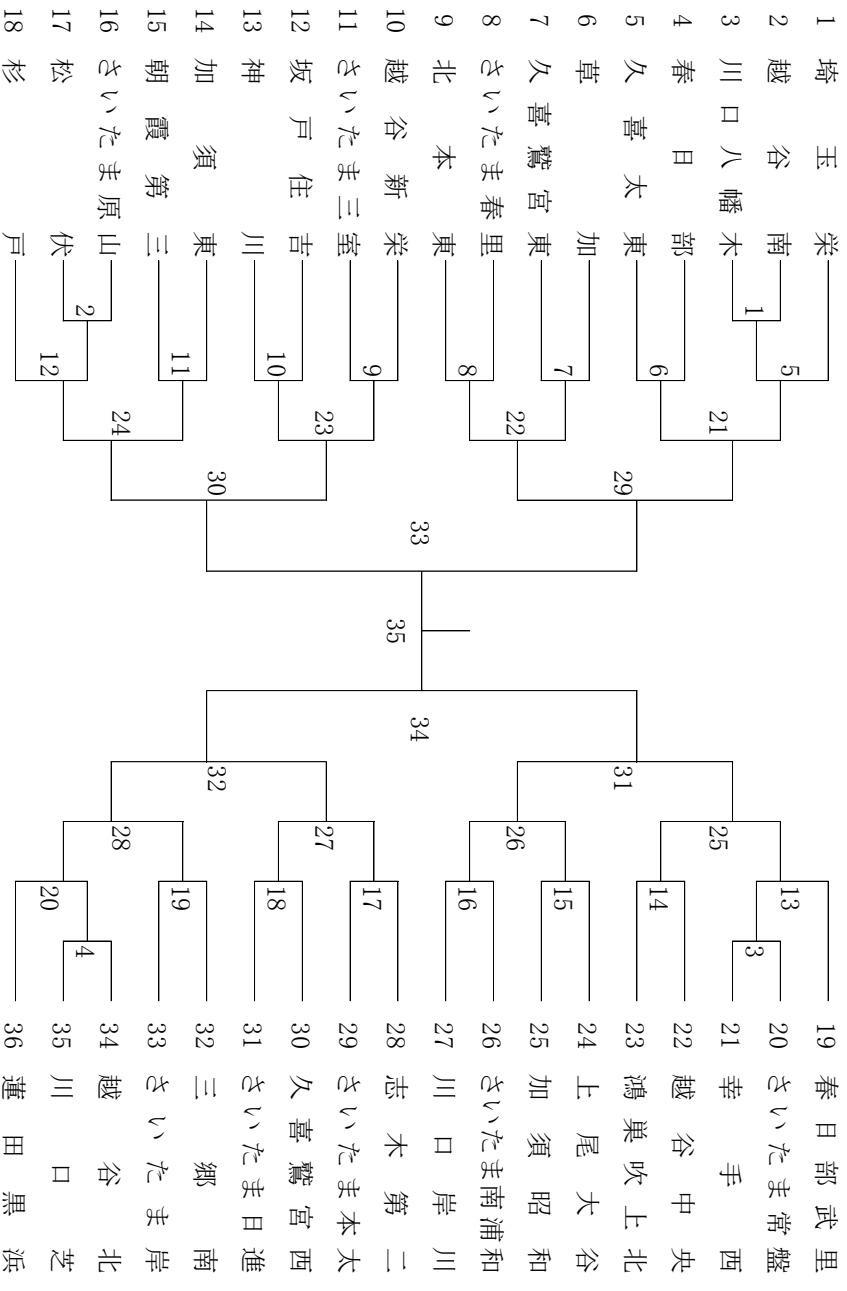 1 埼玉栄
2 越谷南
3 川口八幡木
4 春日部
5 久喜太東
6 草加
7 久喜鷲宮東
8 さいたま春里
9 北本東
10 越谷新栄
11 さいたま三室
12 坂戸住吉
13 神川
14 加須東
15 朝霞第三
16 さいたま原山
17 松伏
18 杉戸
1
2
5
6
7
8
9
10
11
12
21
22
23
24
29
30
33
35
34
31
32
25
26
27
28
13
14
15
16
17
18
19
20
3
4
19 春日部武里
20 さいたま常盤
21 幸手西
22 越谷中央
23 鴻巣吹上北
24 上尾大谷
25 加須昭和
26 さいたま南浦和
27 川口岸川
28 志木第二
29 さいたま本太
30 久喜鷲宮西
31 さいたま日進
32 三郷南
33 さいたま岸
34 越谷北
35 川口芝
36 蓮田黒浜